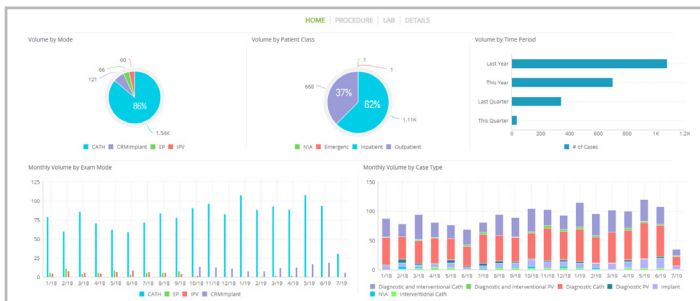 HOME | PROCEDURE | LAB | DETAILS
Volume by Mode
Volume by Patient Class
Volume by Time Period
60
66
121
86%
1.54K
CATH CRMImplant EP IPV
1
1
668
37%
62%
1.11K
N\A Emergenc Inpatient Outpatient
Last Year
This Year
Last Quarter
This Quarter
0 200 400 600 800 1K 1.2K
# of Cases
Monthly Volume by Exam Mode
Monthly Volume by Case Type
125
100
75
50
25
0
1/18 2/18 3/18 4/18 5/18 6/18 7/18 8/18 9/18 10/18 11/18 12/18 1/19 2/19 3/19 4/19 5/19 6/19 7/19
CATH EP IPV CRMImplant
150
100
50
0
1/18 2/18 3/18 4/18 5/18 6/18 7/18 8/18 9/18 10/18 11/18 12/18 1/19 2/19 3/19 4/19 5/19 6/19 7/19
Diagnostic and Interventional Cath Diagnostic and Interventional PV Diagnostic Cath Diagnostic PV Implant
N\A Interventional Cath